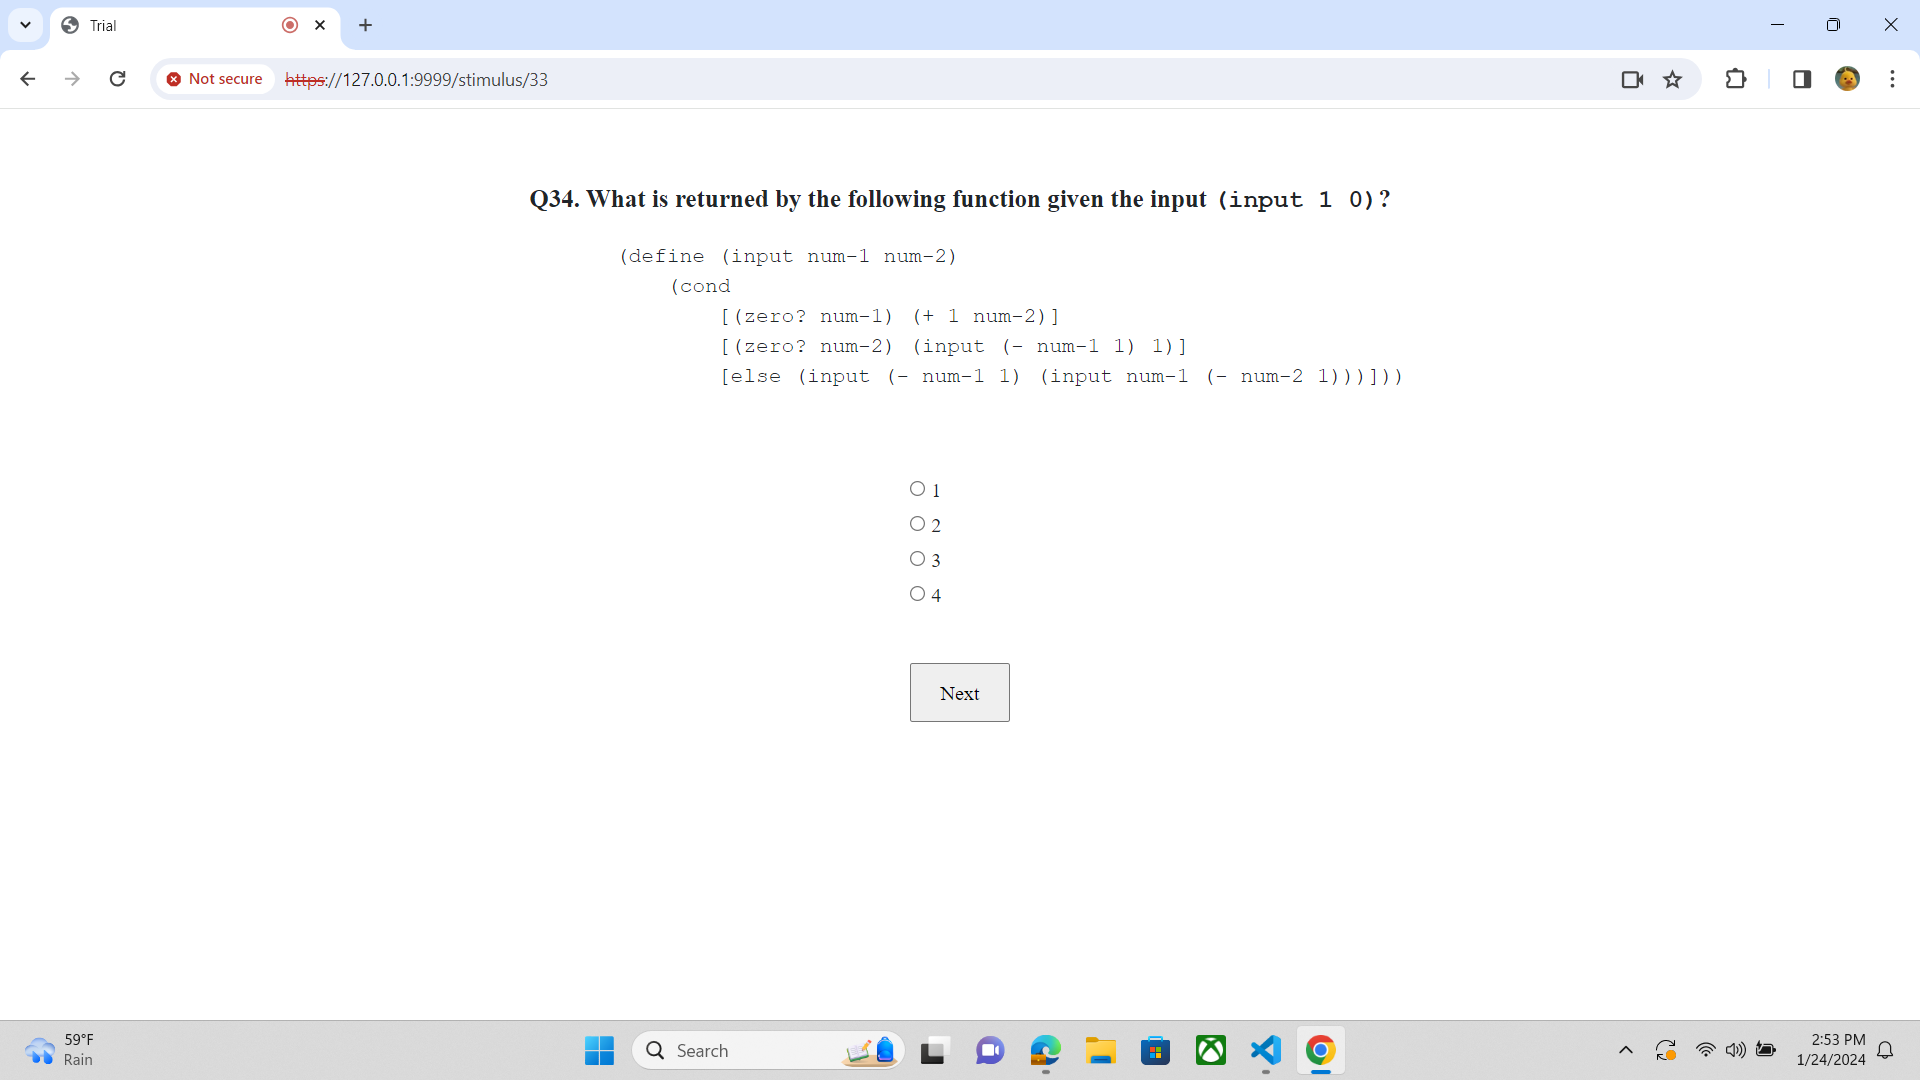 Trial
Not secure
https://127.0.0.1:9999/stimulus/33
Q34. What is returned by the following function given the input (input 1 0)?
(define (input num-1 num-2)
(cond
[(zero? num-1) (+ 1 num-2)]
[(zero? num-2) (input (- num-1 1) 1)]
[else (input (- num-1 1) (input num-1 (- num-2 1)))]))
1
2
3
4
Next
59°F
Rain
Search
2:53 PM
1/24/2024